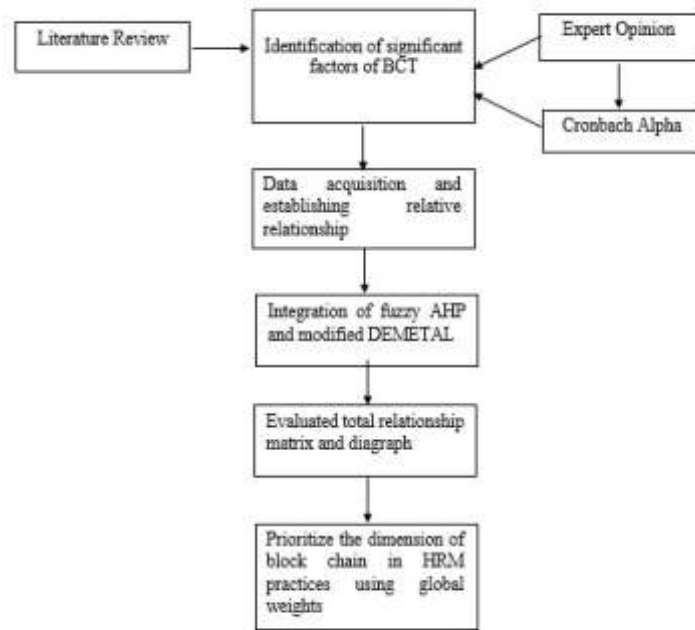 Literature Review
Identification of significant
factors of BCT
Expert Opinion
Cronbach Alpha
Data acquisition and
establishing relative
relationship
Integration of fuzzy AHP
and modified DEMETAL
Evaluated total relationship
matrix and diagraph
Prioritize the dimension of
block chain in HRM
practices using global
weights